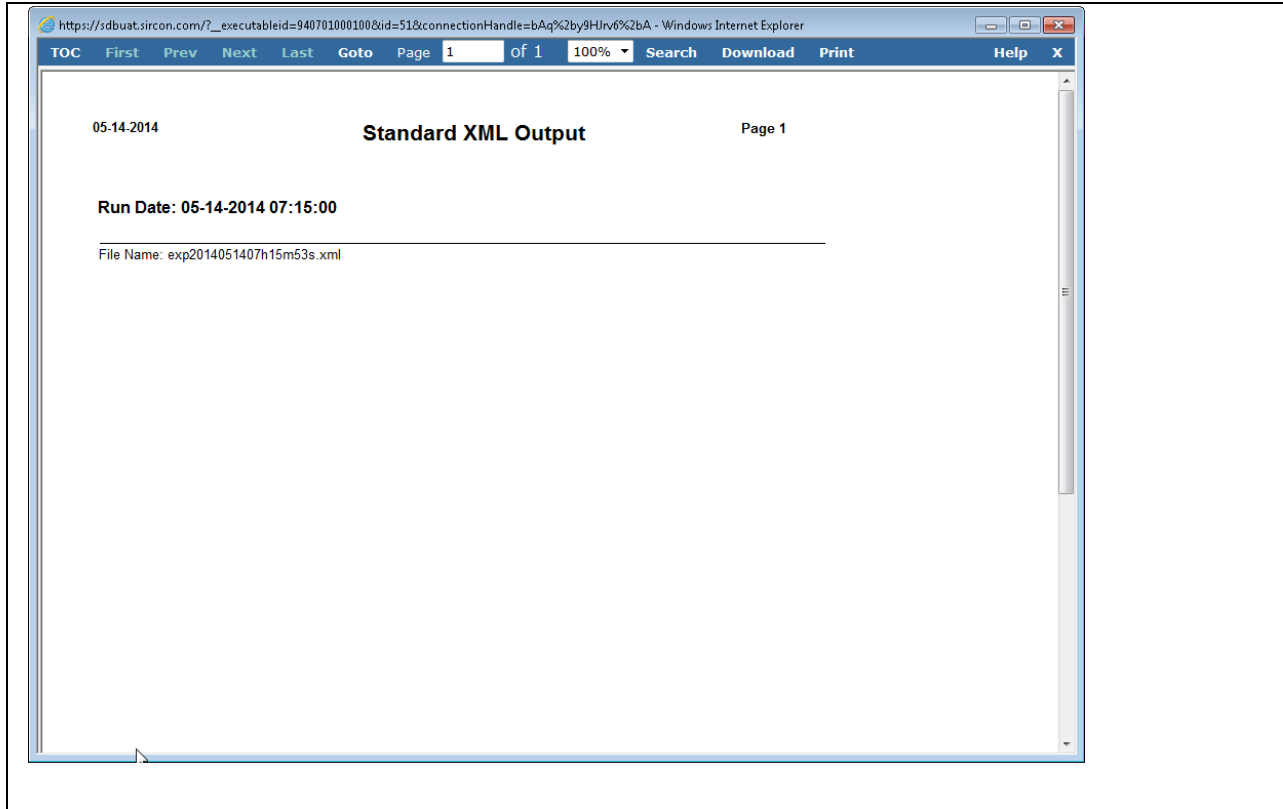 https://sdbuat.sircon.com/?__executableid=940701000100&id=51&connectionHandle=bAq%2by9HJrv6%2bA - Windows Internet Explorer
TOC First Prev Next Last Goto Page 1 of 1 100% Search Download Print Help X
05-14-2014 Standard XML Output Page 1
Run Date: 05-14-2014 07:15:00
File Name: exp2014051407h15m53s.xml